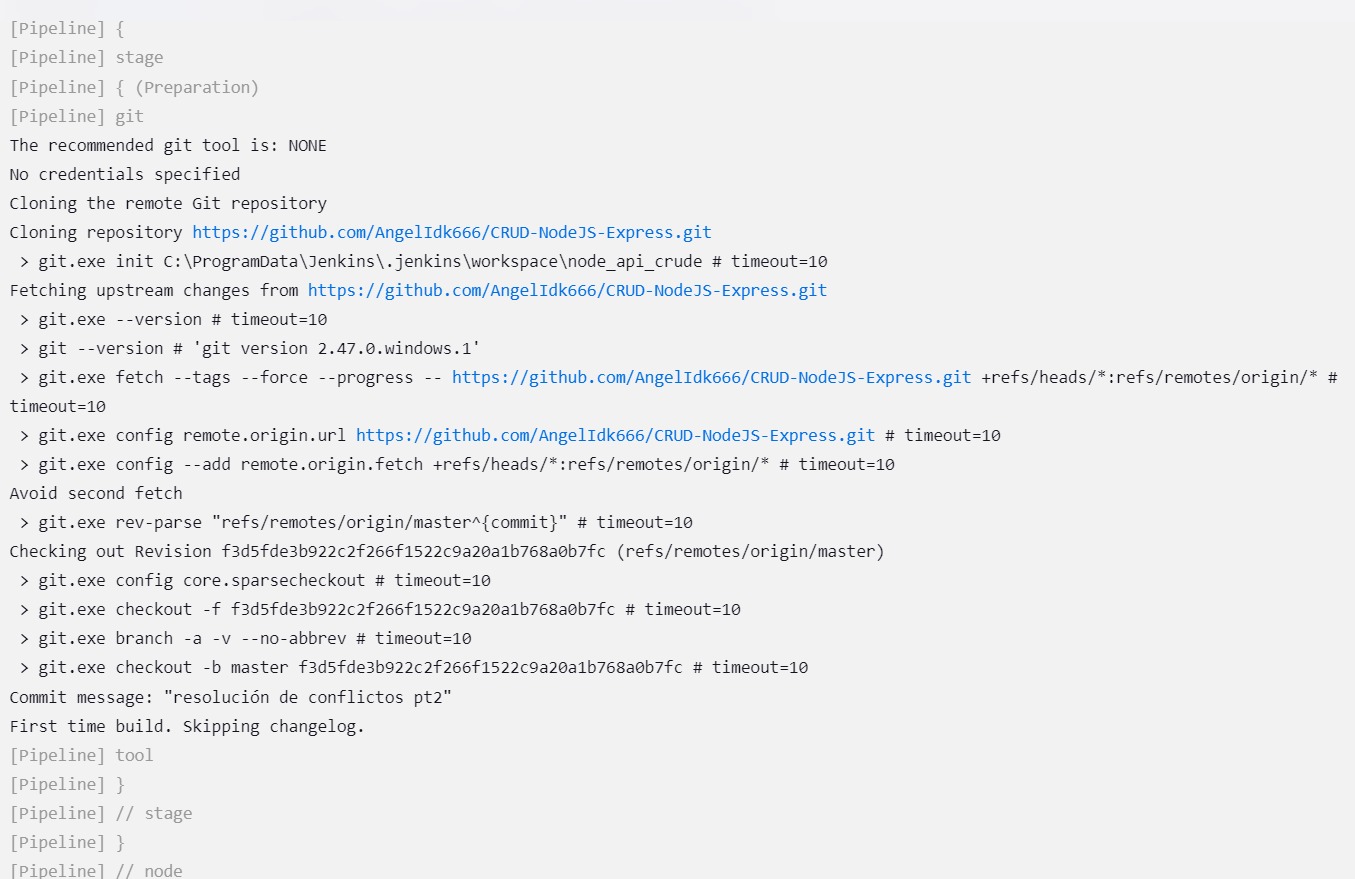 [Pipeline] {
[Pipeline] stage
[Pipeline] { (Preparation)
[Pipeline] git
The recommended git tool is: NONE
No credentials specified
Cloning the remote Git repository
Cloning repository https://github.com/AngelIdk666/CRUD-NodeJS-Express.git
 > git.exe init C:\ProgramData\Jenkins\.jenkins\workspace\node_api_crude # timeout=10
Fetching upstream changes from https://github.com/AngelIdk666/CRUD-NodeJS-Express.git
 > git.exe --version # timeout=10
 > git --version # 'git version 2.47.0.windows.1'
 > git.exe fetch --tags --force --progress -- https://github.com/AngelIdk666/CRUD-NodeJS-Express.git +refs/heads/*:refs/remotes/origin/* #
timeout=10
 > git.exe config remote.origin.url https://github.com/AngelIdk666/CRUD-NodeJS-Express.git # timeout=10
 > git.exe config --add remote.origin.fetch +refs/heads/*:refs/remotes/origin/* # timeout=10
Avoid second fetch
 > git.exe rev-parse "refs/remotes/origin/master^{commit}" # timeout=10
Checking out Revision f3d5fde3b922c2f266f1522c9a20a1b768a0b7fc (refs/remotes/origin/master)
 > git.exe config core.sparsecheckout # timeout=10
 > git.exe checkout -f f3d5fde3b922c2f266f1522c9a20a1b768a0b7fc # timeout=10
 > git.exe branch -a -v --no-abbrev # timeout=10
 > git.exe checkout -b master f3d5fde3b922c2f266f1522c9a20a1b768a0b7fc # timeout=10
Commit message: "resolución de conflictos pt2"
First time build. Skipping changelog.
[Pipeline] tool
[Pipeline] }
[Pipeline] // stage
[Pipeline] }
[Pipeline] // node